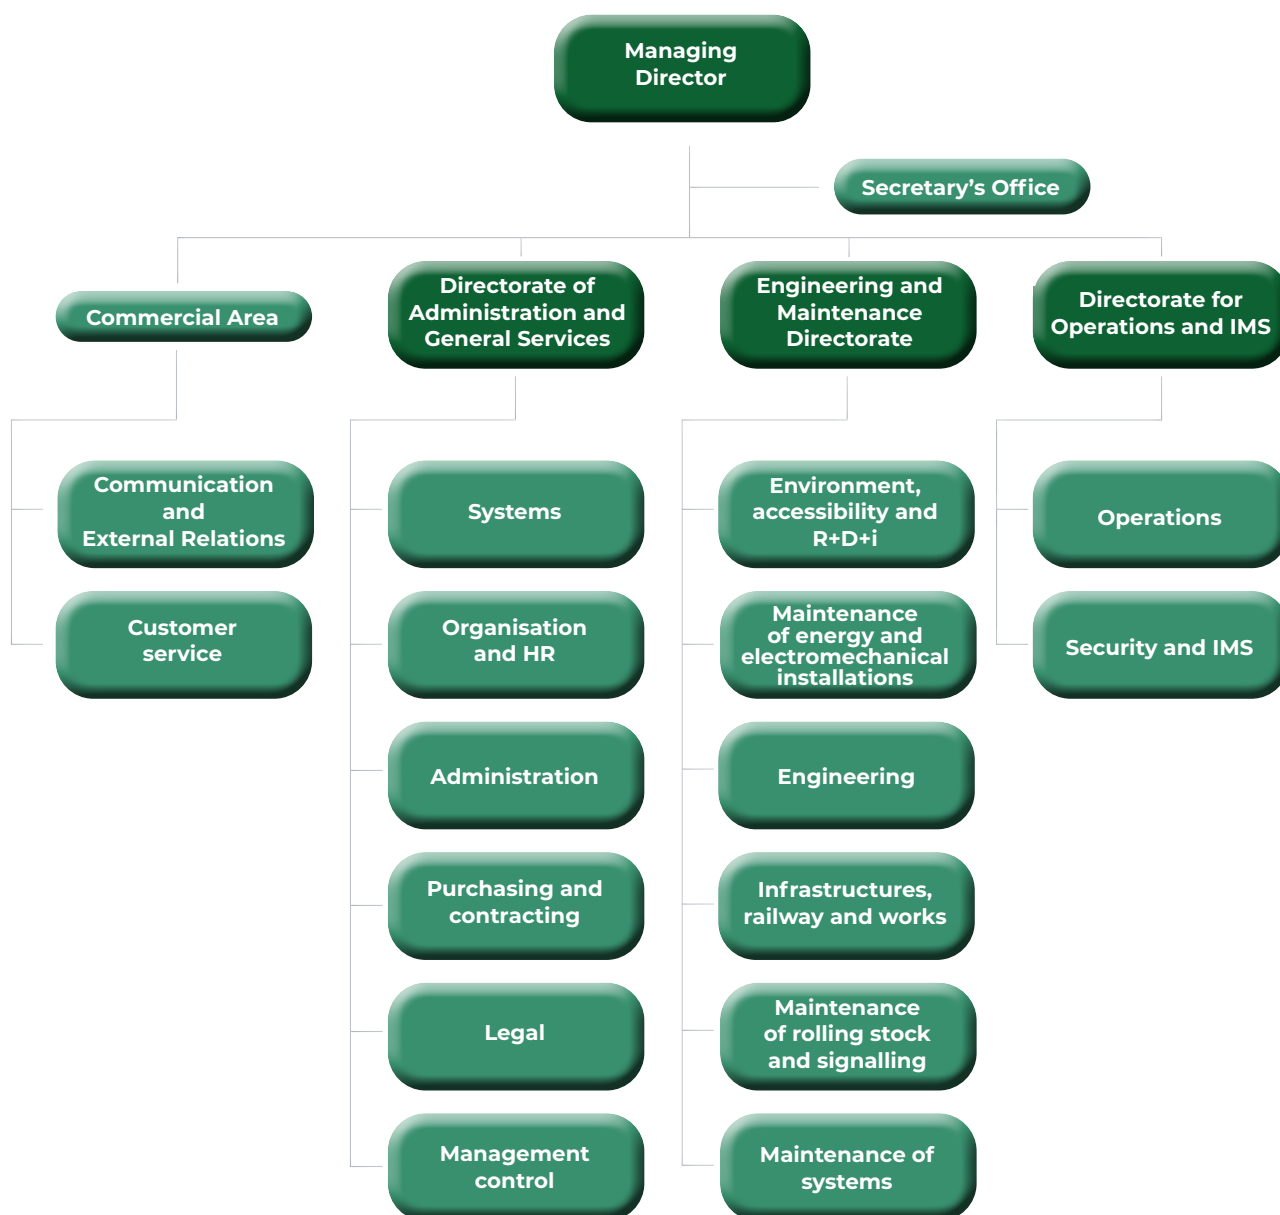 Managing
Director
Secretary’s Office
Commercial Area
Directorate of
Administration and
General Services
Engineering and
Maintenance
Directorate
Directorate for
Operations and IMS
Communication
and
External Relations
Customer
service
Systems
Organisation
and HR
Administration
Purchasing and
contracting
Legal
Management
control
Environment,
accessibility and
R+D+i
Maintenance
of energy and
electromechanical
installations
Engineering
Infrastructures,
railway and works
Maintenance
of rolling stock
and signalling
Maintenance of
systems
Operations
Security and IMS